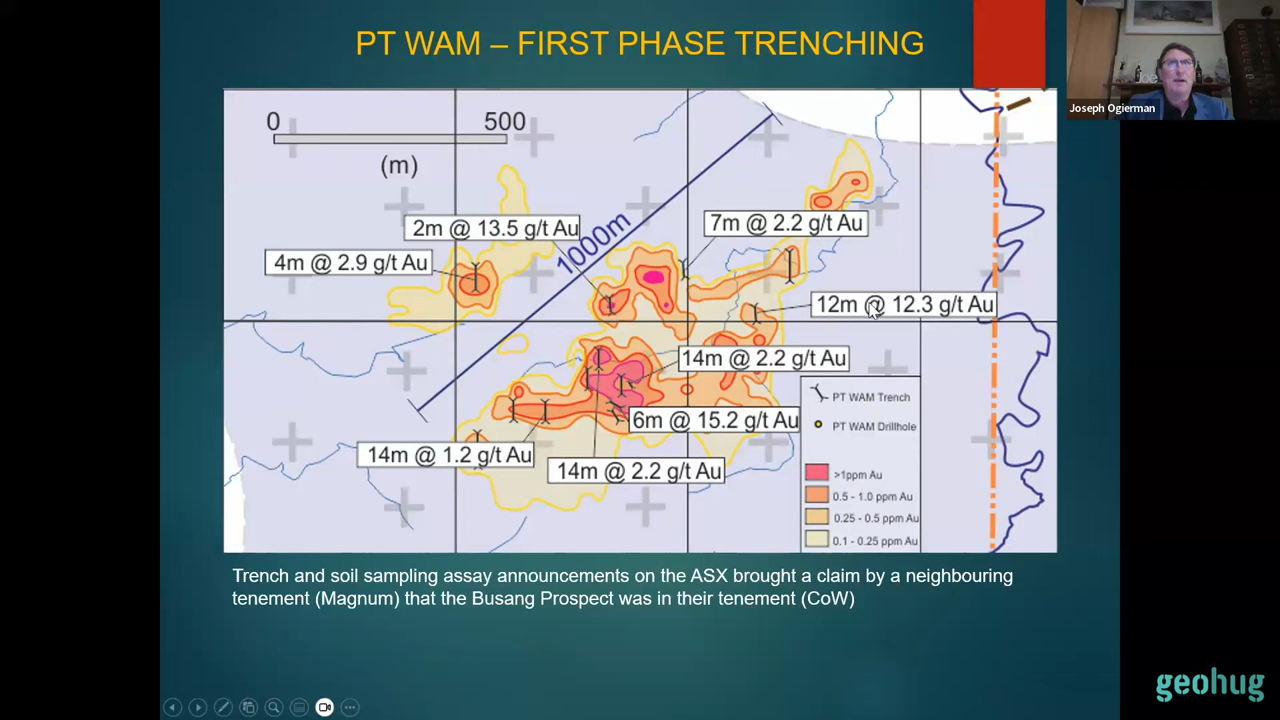 PT WAM – FIRST PHASE TRENCHING
Joseph Ogierman
0
500
(m)
1000m
2m @ 13.5 g/t Au
7m @ 2.2 g/t Au
4m @ 2.9 g/t Au
12m @ 12.3 g/t Au
14m @ 2.2 g/t Au
6m @ 15.2 g/t Au
14m @ 1.2 g/t Au
14m @ 2.2 g/t Au
PT WAM Trench
PT WAM Drillhole
>1ppm Au
0.5 - 1.0 ppm Au
0.25 - 0.5 ppm Au
0.1 - 0.25 ppm Au
Trench and soil sampling assay announcements on the ASX brought a claim by a neighbouring
tenement (Magnum) that the Busang Prospect was in their tenement (CoW)
geohug